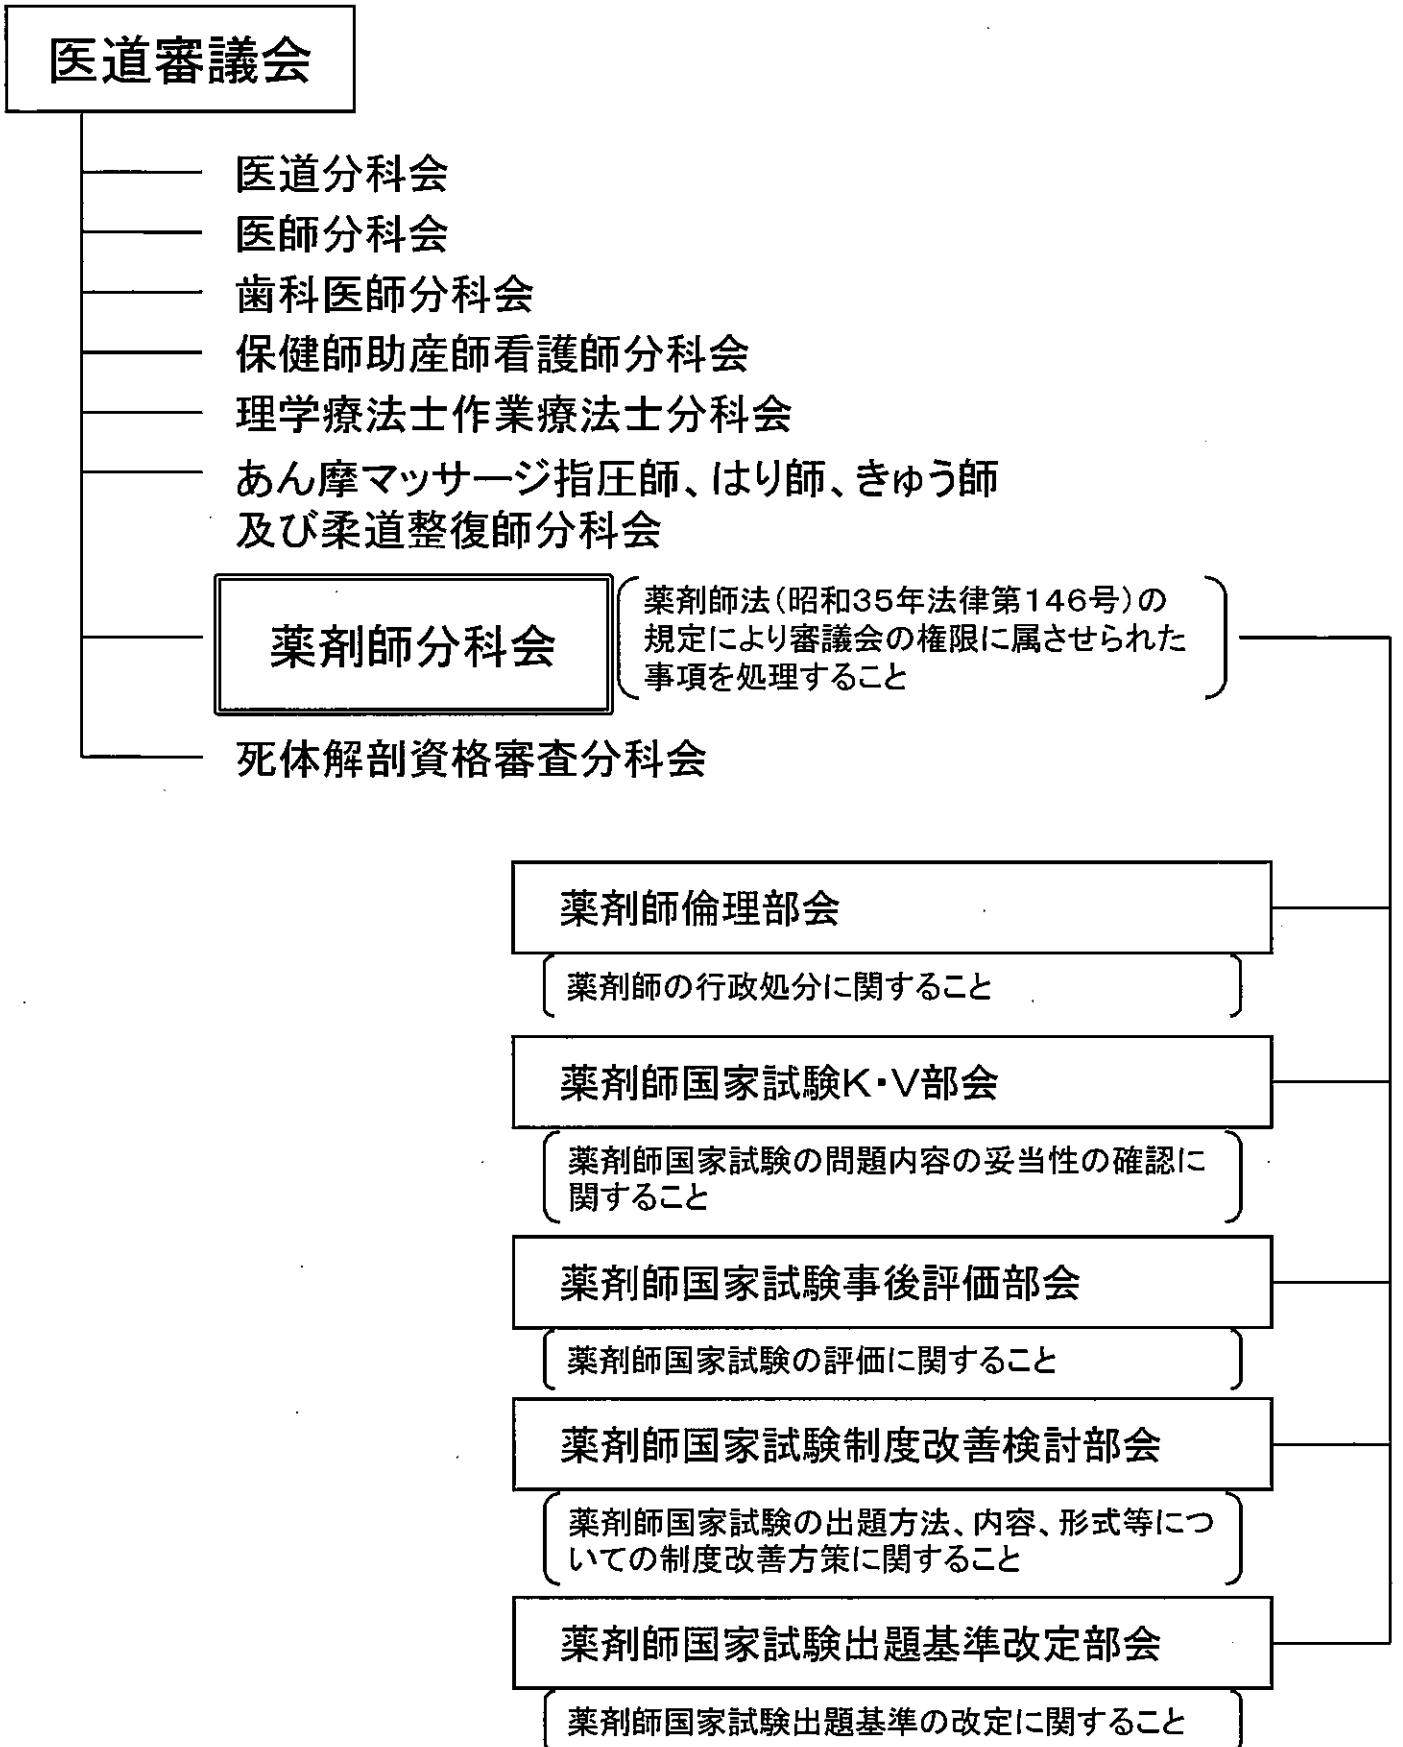 医道審議会
医道分科会
医師分科会
歯科医師分科会
保健師助産師看護師分科会
理学療法士作業療法士分科会
あん摩マッサージ指圧師、はり師、きゅう師
及び柔道整復師分科会
薬剤師分科会
薬剤師法(昭和35年法律第146号)の
規定により審議会の権限に属させられた
事項を処理すること
死体解剖資格審査分科会
薬剤師倫理部会
薬剤師の行政処分に関すること
薬剤師国家試験K・V部会
薬剤師国家試験の問題内容の妥当性の確認に
関すること
薬剤師国家試験事後評価部会
薬剤師国家試験の評価に関すること
薬剤師国家試験制度改善検討部会
薬剤師国家試験の出題方法、内容、形式等につ
いての制度改善方策に関すること
薬剤師国家試験出題基準改定部会
薬剤師国家試験出題基準の改定に関すること